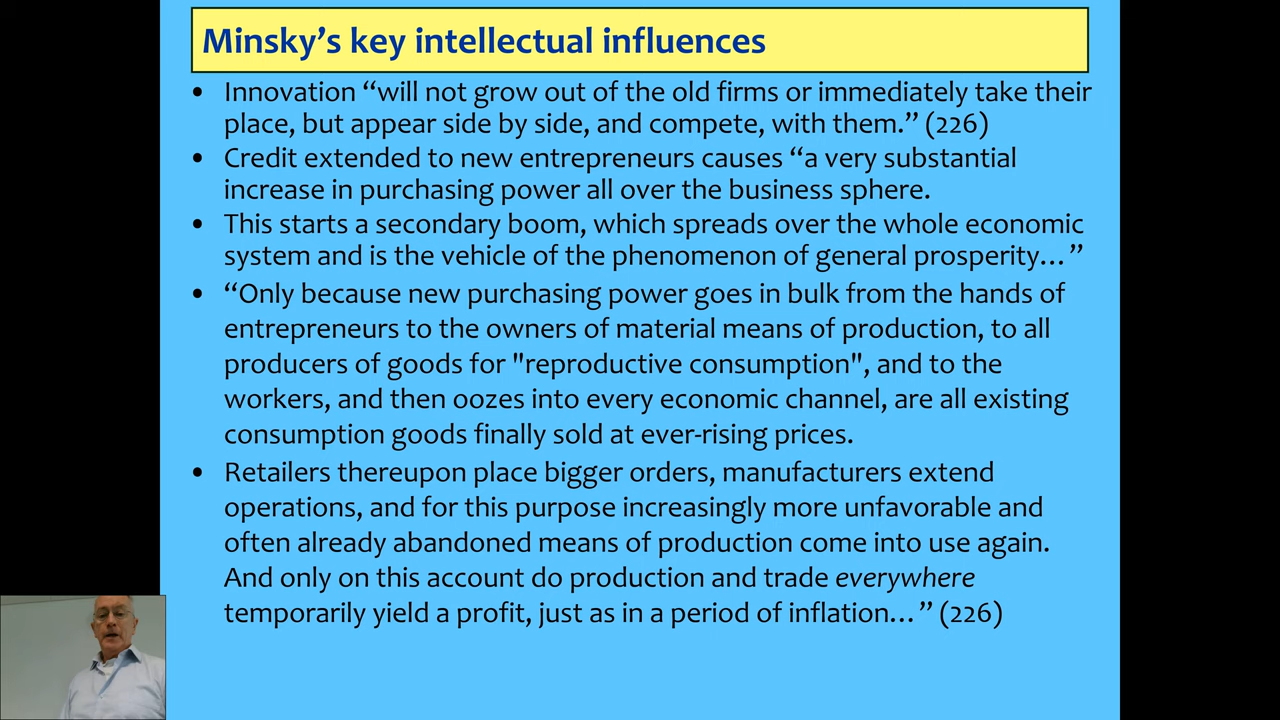 Minsky’s key intellectual influences
• Innovation “will not grow out of the old firms or immediately take their
place, but appear side by side, and compete, with them.” (226)
• Credit extended to new entrepreneurs causes “a very substantial
increase in purchasing power all over the business sphere.
• This starts a secondary boom, which spreads over the whole economic
system and is the vehicle of the phenomenon of general prosperity…”
• “Only because new purchasing power goes in bulk from the hands of
entrepreneurs to the owners of material means of production, to all
producers of goods for "reproductive consumption", and to the
workers, and then oozes into every economic channel, are all existing
consumption goods finally sold at ever-rising prices.
• Retailers thereupon place bigger orders, manufacturers extend
operations, and for this purpose increasingly more unfavorable and
often already abandoned means of production come into use again.
And only on this account do production and trade everywhere
temporarily yield a profit, just as in a period of inflation…” (226)